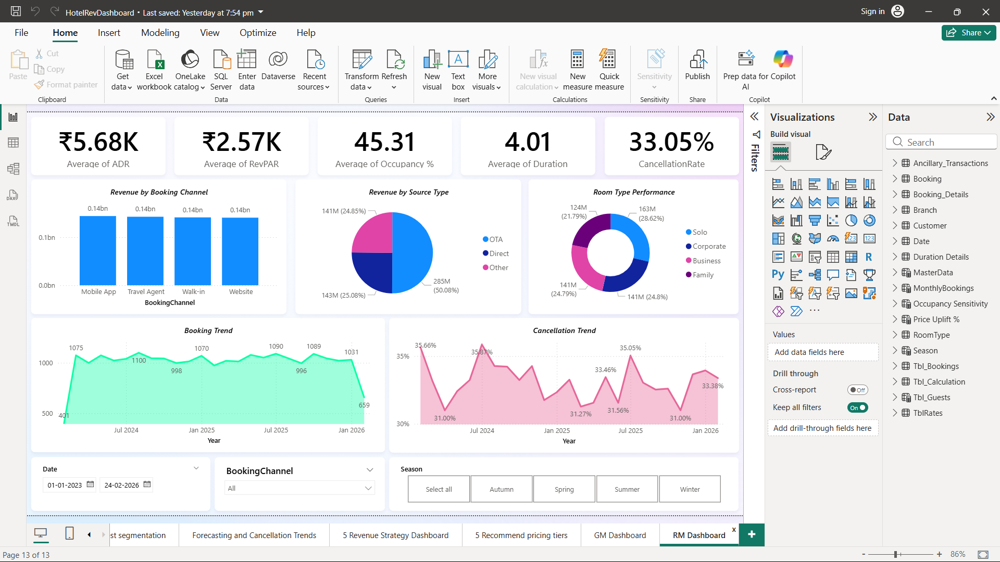 HotelRevDashboard • Last saved: Yesterday at 7:54 pm
Sign in
File Home Insert Modeling View Optimize Help
Share
Paste
Cut
Copy
Format painter
Clipboard
Get data
Excel workbook
OneLake catalog
SQL Server
Enter data
Dataverse
Recent sources
Data
Transform data
Refresh
Queries
New visual
Text box
More visuals
Insert
New visual calculation
New measure
Quick measure
Calculations
Sensitivity
Sensitivity
Publish
Share
Prep data for AI
Copilot
Copilot
DAX
TMDL
₹5.68K
Average of ADR
₹2.57K
Average of RevPAR
45.31
Average of Occupancy %
4.01
Average of Duration
33.05%
CancellationRate
Revenue by Booking Channel
0.14bn 0.14bn 0.14bn 0.14bn
0.1bn
0.0bn
Mobile App Travel Agent Walk-in Website
BookingChannel
Revenue by Source Type
141M (24.85%)
OTA
Direct
Other
285M
(50.08%)
143M (25.08%)
Room Type Performance
124M
(21.79%)
163M
(28.62%)
Solo
Corporate
Business
Family
141M
(24.79%)
141M (24.8%)
Booking Trend
1075 1070 1090 1089 1031
1000
1100
998
996
659
500
401
Jul 2024 Jan 2025 Jul 2025 Jan 2026
Year
Cancellation Trend
35.66%
35.87%
35.05%
35%
33.46%
33.38%
31.00%
31.27%
31.56%
31.00%
30%
Jul 2024 Jan 2025 Jul 2025 Jan 2026
Year
Date
01-01-2023
24-02-2026
BookingChannel
All
Season
Select all
Autumn
Spring
Summer
Winter
Filters
Visualizations
Build visual
123
123
R
Py
Values
Add data fields here
Drill through
Cross-report
Off
Keep all filters
On
Add drill-through fields here
Data
Search
Ancillary_Transactions
Booking
Booking_Details
Branch
Customer
Date
Duration Details
MasterData
MonthlyBookings
Occupancy Sensitivity
Price Uplift %
RoomType
Season
Tbl_Bookings
Tbl_Calculation
Tbl_Guests
TblRates
st segmentation
Forecasting and Cancellation Trends
5 Revenue Strategy Dashboard
5 Recommend pricing tiers
GM Dashboard
RM Dashboard
x
+
Page 13 of 13
- + 86%